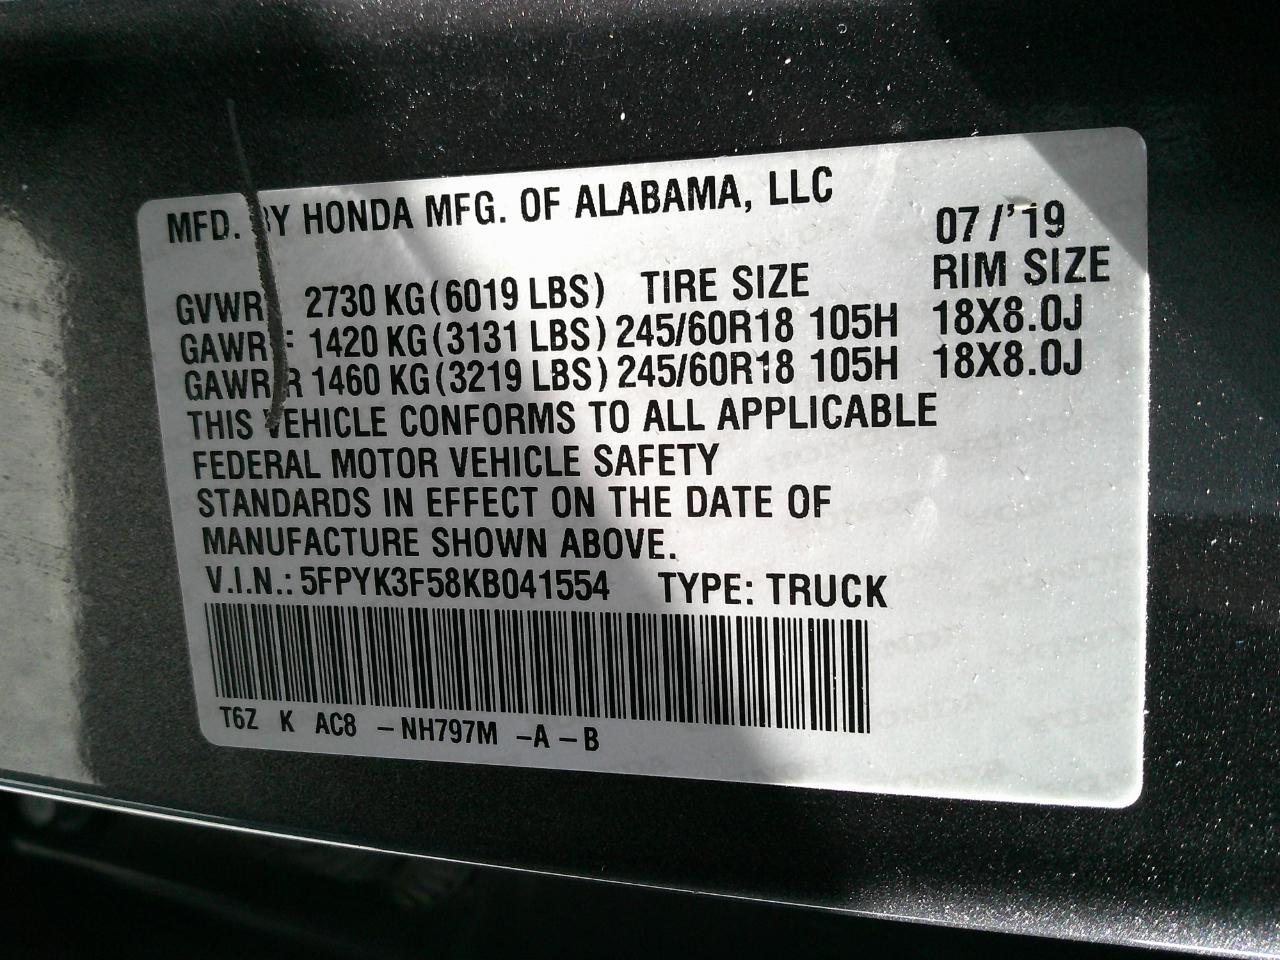 MFD. BY HONDA MFG. OF ALABAMA, LLC 07/'19
GVWR 2730 KG (6019 LBS) TIRE SIZE RIM SIZE
GAWR F 1420 KG (3131 LBS) 245/60R18 105H 18X8.0J
GAWR R 1460 KG (3219 LBS) 245/60R18 105H 18X8.0J
THIS VEHICLE CONFORMS TO ALL APPLICABLE
FEDERAL MOTOR VEHICLE SAFETY
STANDARDS IN EFFECT ON THE DATE OF
MANUFACTURE SHOWN ABOVE.
V.I.N.: 5FPYK3F58KB041554 TYPE: TRUCK
T6Z K AC8 -NH797M -A -B